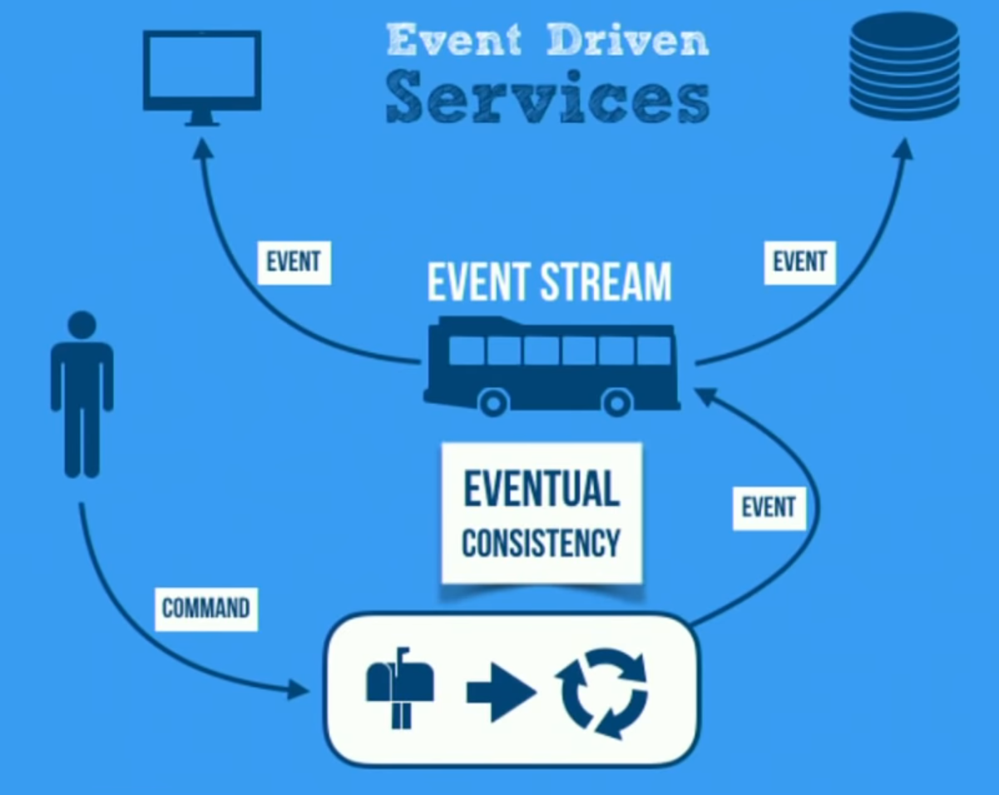 Event Driven
Services
EVENT
EVENT STREAM
EVENT
EVENTUAL
CONSISTENCY
EVENT
COMMAND